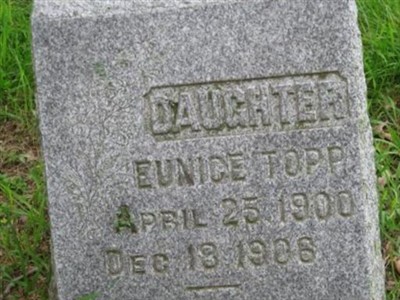 DAUGHTER
EUNICE TOPP
APRIL 25 1900
DEC 18 1906